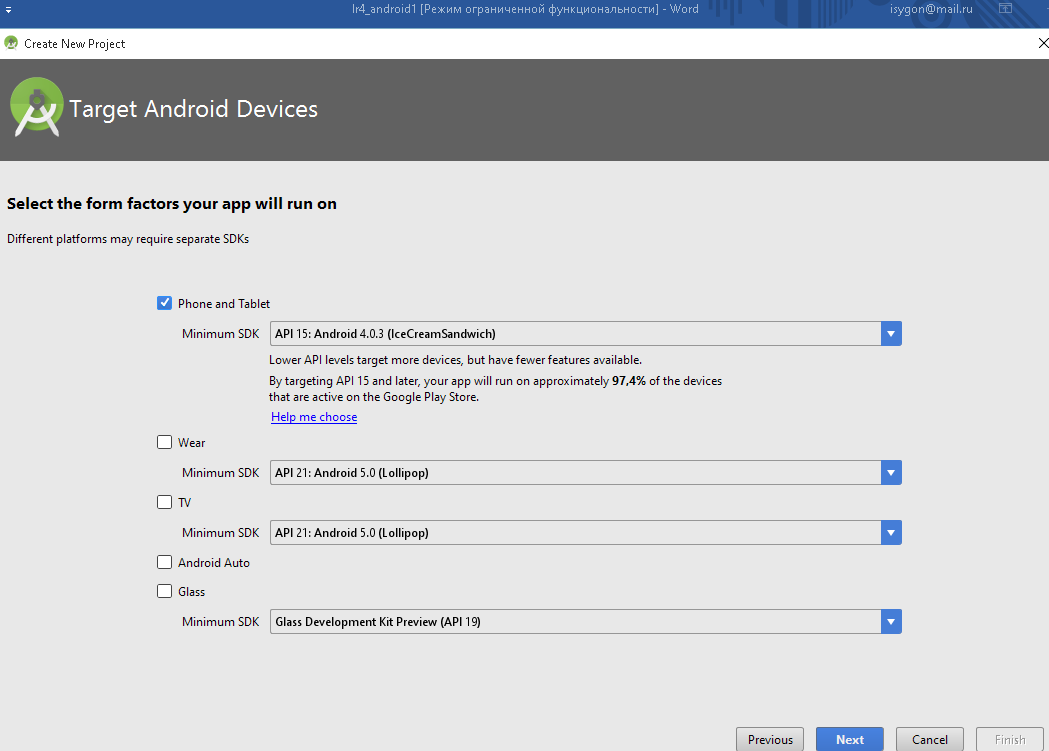 lr4_android1 [Режим ограниченной функциональности] - Word isygon@mail.ru
Create New Project
Target Android Devices
Select the form factors your app will run on
Different platforms may require separate SDKs
Phone and Tablet
Minimum SDK API 15: Android 4.0.3 (IceCreamSandwich)
Lower API levels target more devices, but have fewer features available.
By targeting API 15 and later, your app will run on approximately 97,4% of the devices
that are active on the Google Play Store.
Help me choose
Wear
Minimum SDK API 21: Android 5.0 (Lollipop)
TV
Minimum SDK API 21: Android 5.0 (Lollipop)
Android Auto
Glass
Minimum SDK Glass Development Kit Preview (API 19)
Previous Next Cancel Finish